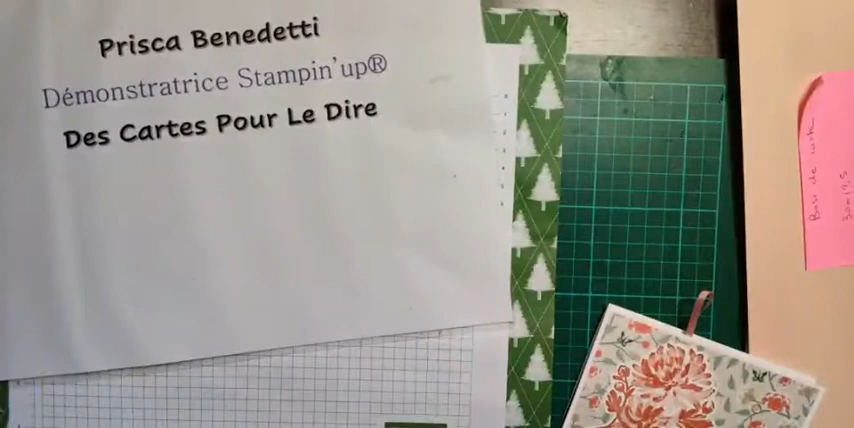 Prisca Benedetti
Démonstratrice Stampin'up®
Des Cartes Pour Le Dire